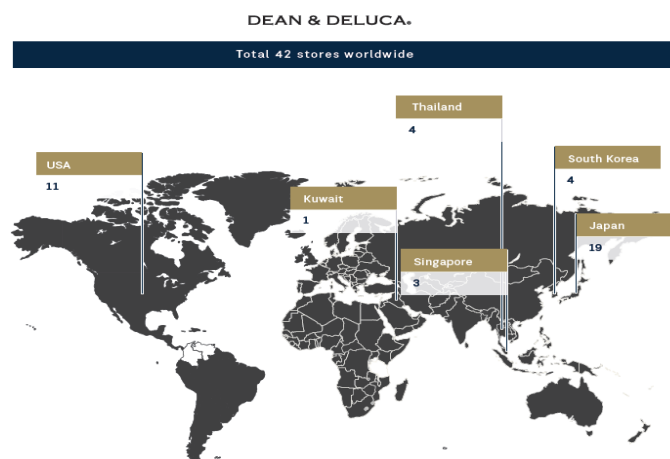 DEAN & DELUCA®
Total 42 stores worldwide
Thailand
4
USA
11
South Korea
4
Kuwait
1
Japan
19
Singapore
3